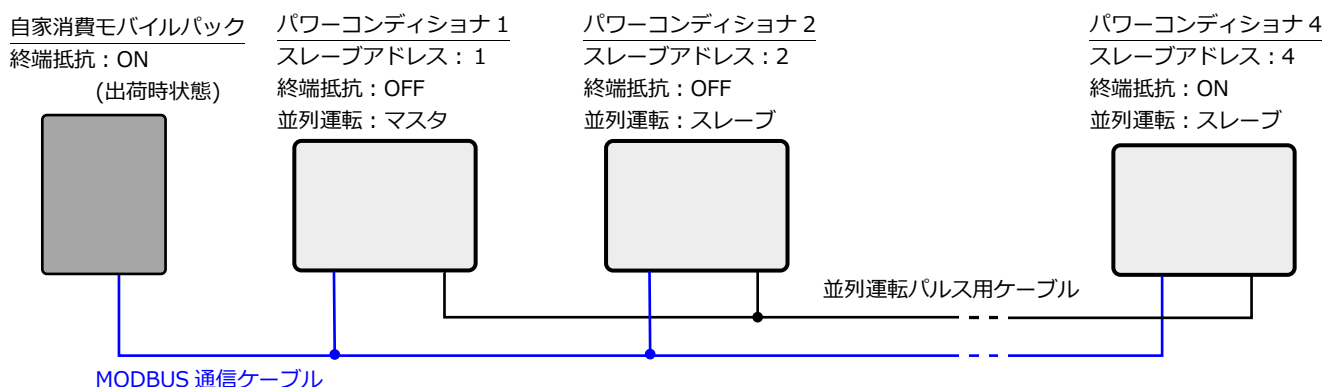 自家消費モバイルパック
終端抵抗：ON
(出荷時状態)
パワーコンディショナ 1
スレーブアドレス：1
終端抵抗：OFF
並列運転：マスタ
パワーコンディショナ 2
スレーブアドレス：2
終端抵抗：OFF
並列運転：スレーブ
パワーコンディショナ 4
スレーブアドレス：4
終端抵抗：ON
並列運転：スレーブ
並列運転パルス用ケーブル
MODBUS 通信ケーブル